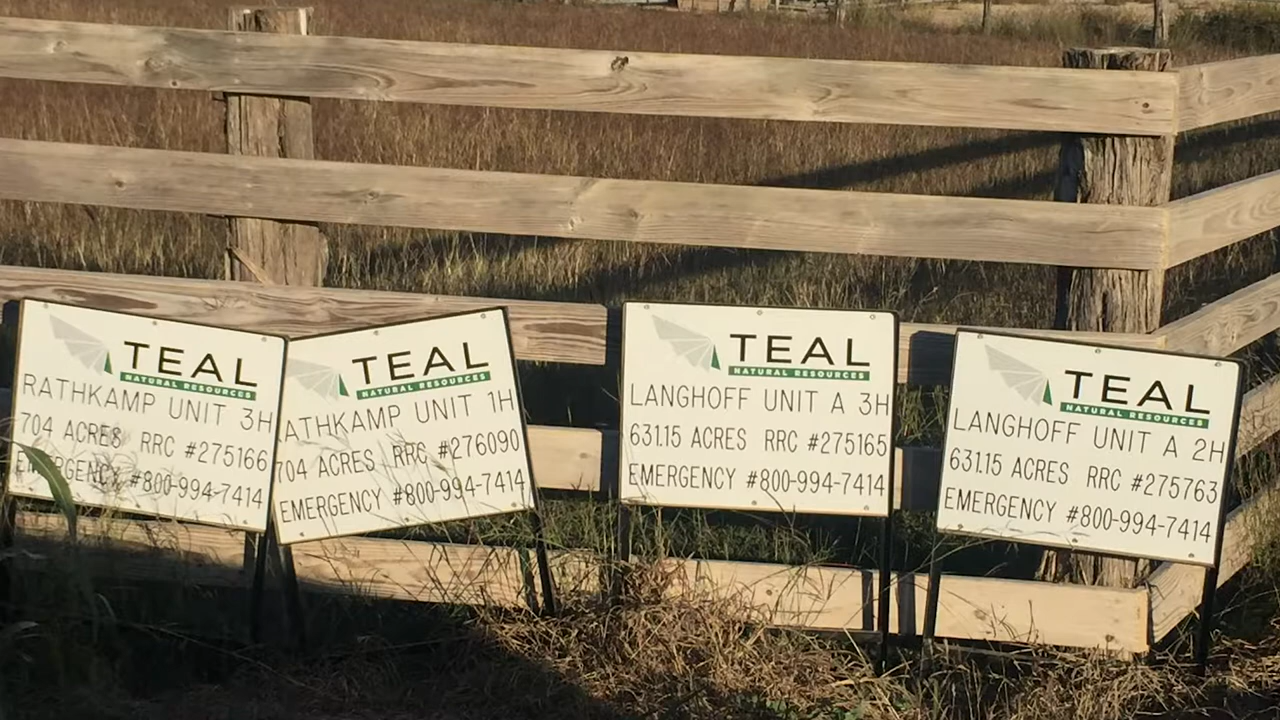 TEAL
NATURAL RESOURCES
RATHKAMP UNIT 3H
704 ACRES RRC #275166
EMERGENCY #800-994-7414
TEAL
NATURAL RESOURCES
ATHKAMP UNIT 1H
704 ACRES RRC #276090
EMERGENCY #800-994-7414
TEAL
NATURAL RESOURCES
LANGHOFF UNIT A 3H
631.15 ACRES RRC #275165
EMERGENCY #800-994-7414
TEAL
NATURAL RESOURCES
LANGHOFF UNIT A 2H
631.15 ACRES RRC #275763
EMERGENCY #800-994-7414